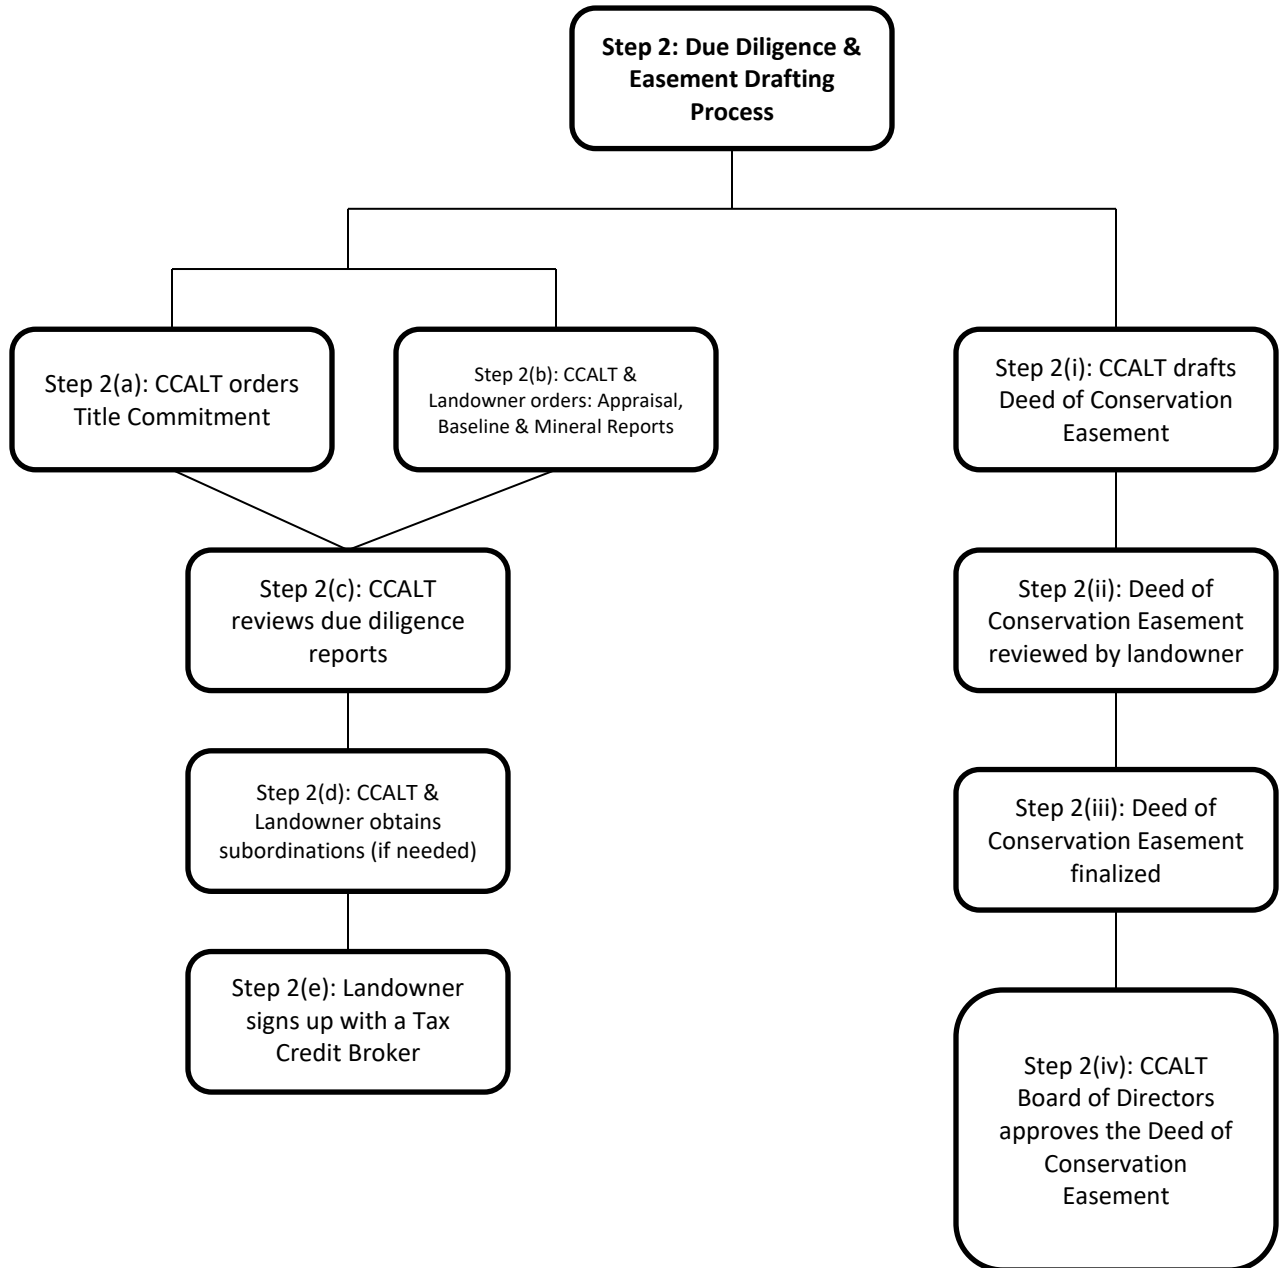 Step 2: Due Diligence &
Easement Drafting
Process
Step 2(a): CCALT orders
Title Commitment
Step 2(b): CCALT &
Landowner orders: Appraisal,
Baseline & Mineral Reports
Step 2(i): CCALT drafts
Deed of Conservation
Easement
Step 2(c): CCALT
reviews due diligence
reports
Step 2(ii): Deed of
Conservation Easement
reviewed by landowner
Step 2(d): CCALT &
Landowner obtains
subordinations (if needed)
Step 2(iii): Deed of
Conservation Easement
finalized
Step 2(e): Landowner
signs up with a Tax
Credit Broker
Step 2(iv): CCALT
Board of Directors
approves the Deed of
Conservation
Easement